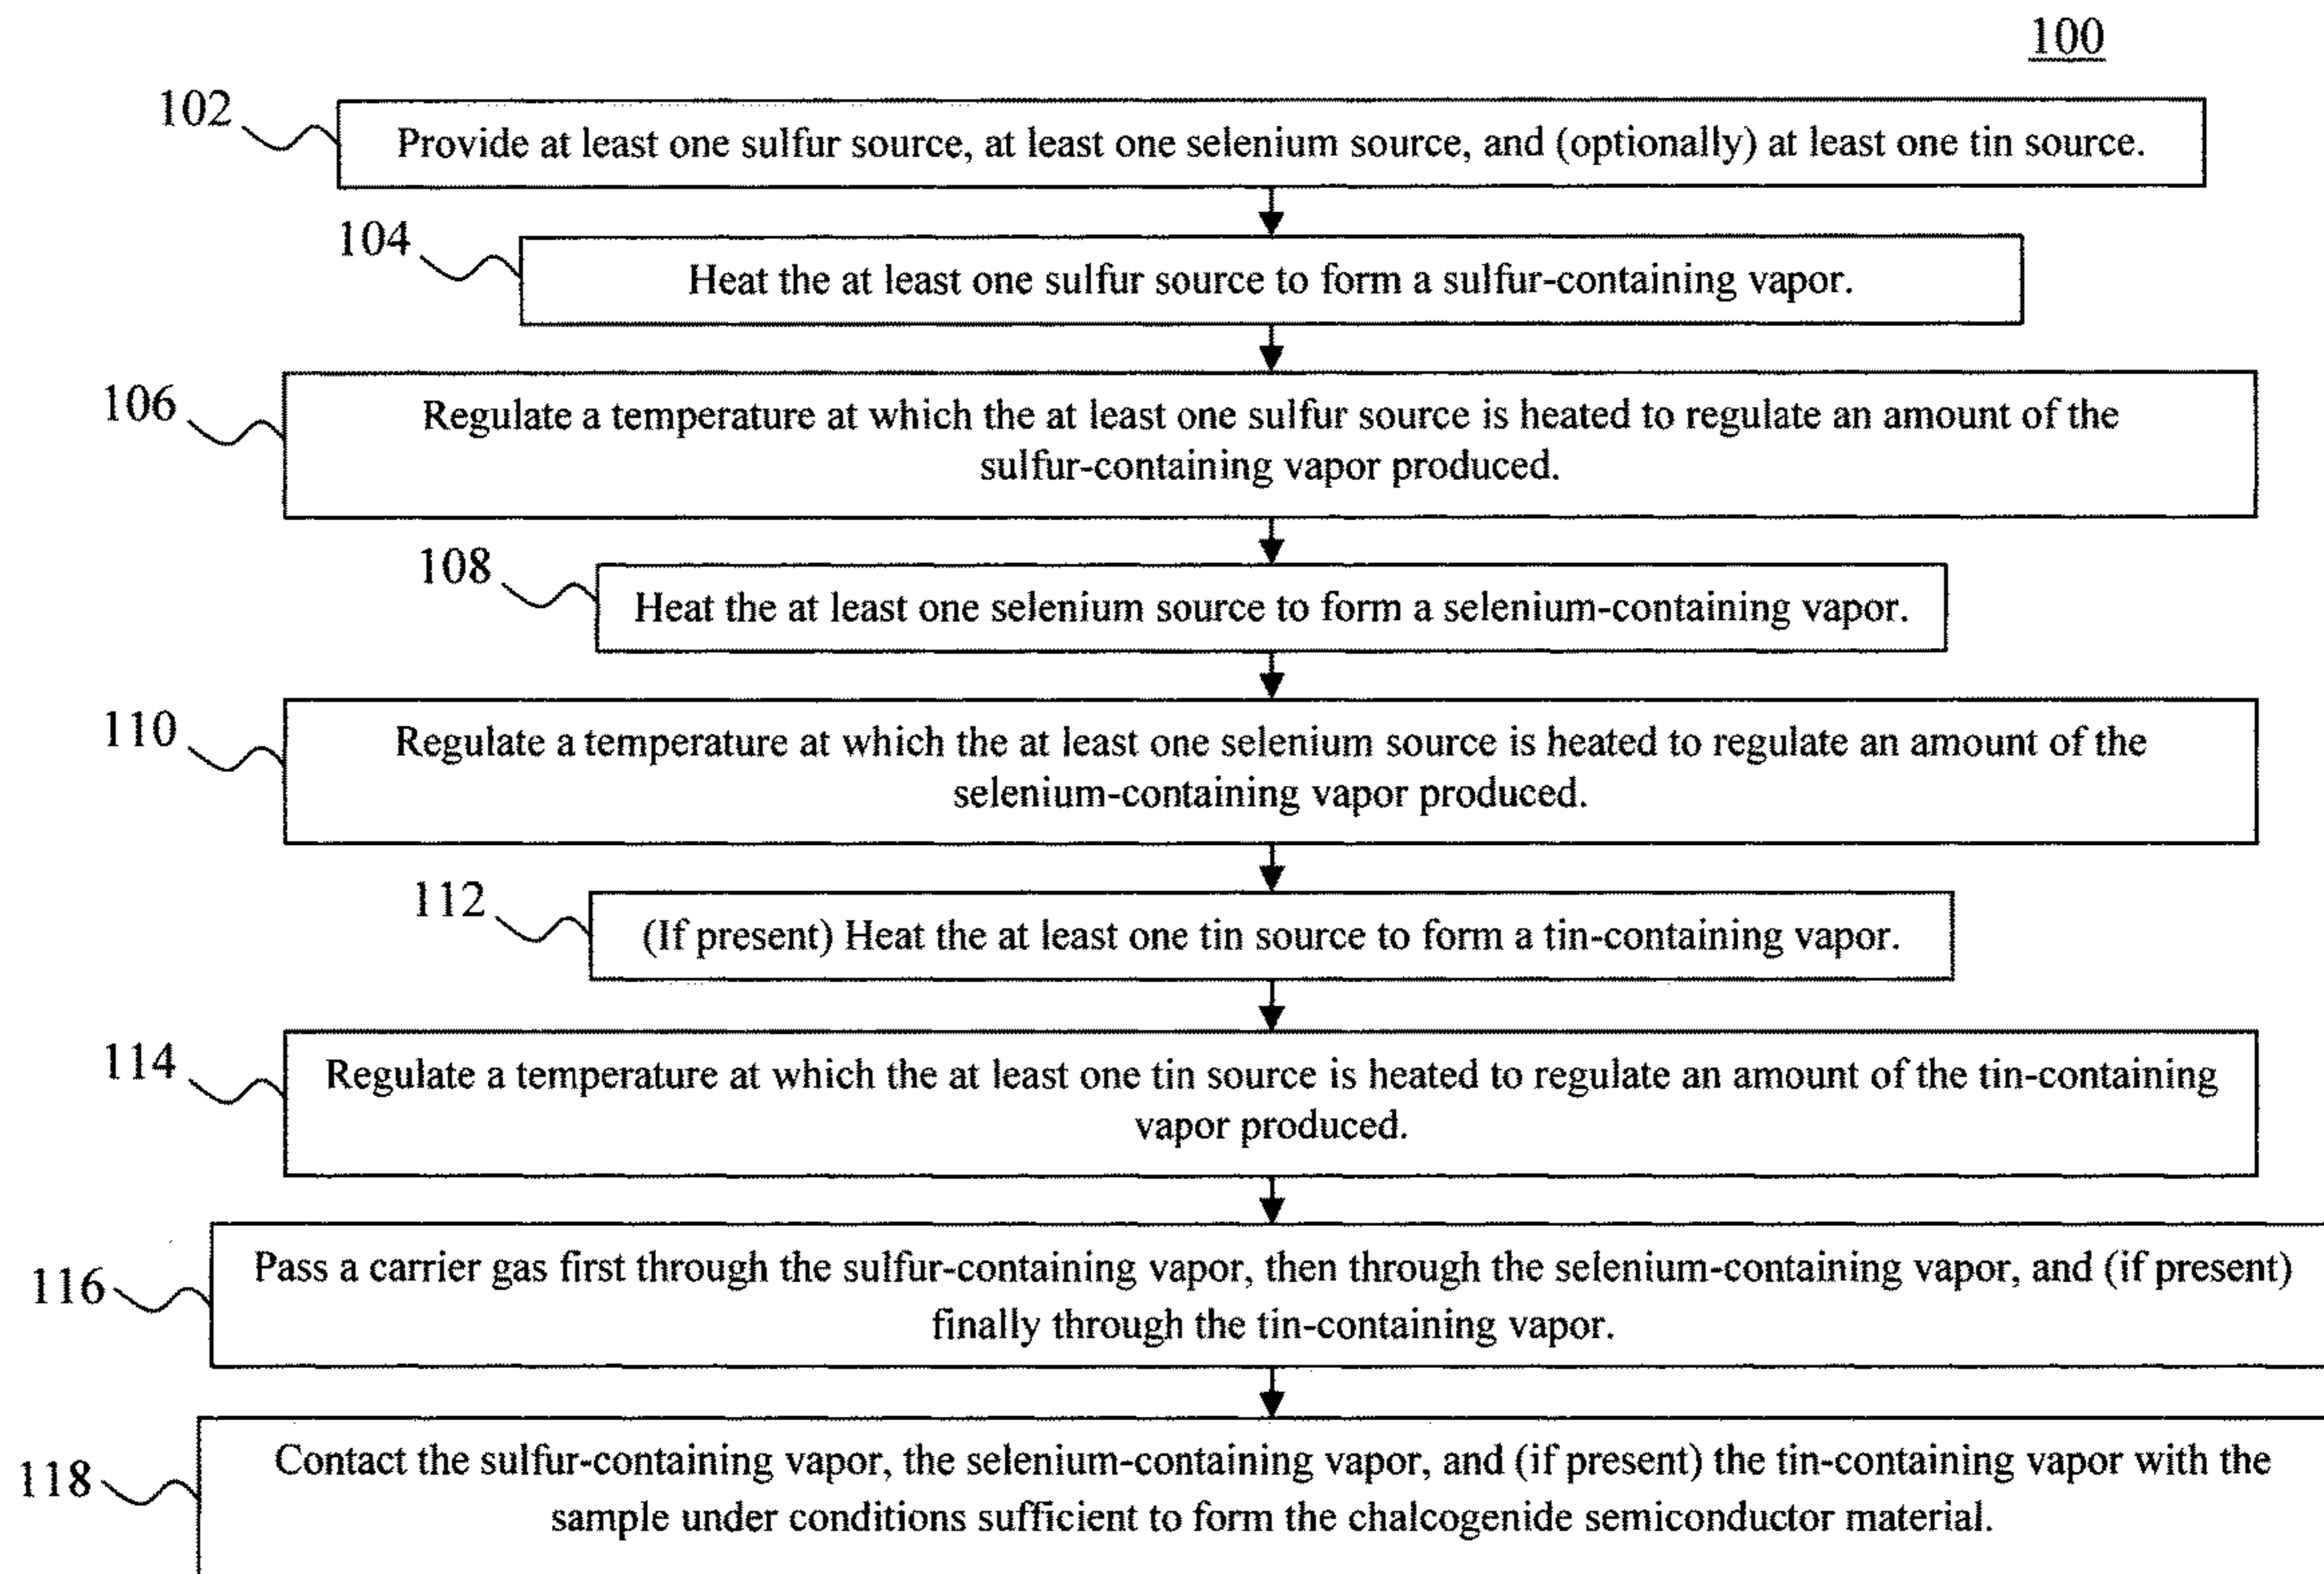 100
102
Provide at least one sulfur source, at least one selenium source, and (optionally) at least one tin source.
104
Heat the at least one sulfur source to form a sulfur-containing vapor.
106
Regulate a temperature at which the at least one sulfur source is heated to regulate an amount of the
sulfur-containing vapor produced.
108
Heat the at least one selenium source to form a selenium-containing vapor.
110
Regulate a temperature at which the at least one selenium source is heated to regulate an amount of the
selenium-containing vapor produced.
112
(If present) Heat the at least one tin source to form a tin-containing vapor.
114
Regulate a temperature at which the at least one tin source is heated to regulate an amount of the tin-containing
vapor produced.
116
Pass a carrier gas first through the sulfur-containing vapor, then through the selenium-containing vapor, and (if present)
finally through the tin-containing vapor.
118
Contact the sulfur-containing vapor, the selenium-containing vapor, and (if present) the tin-containing vapor with the
sample under conditions sufficient to form the chalcogenide semiconductor material.